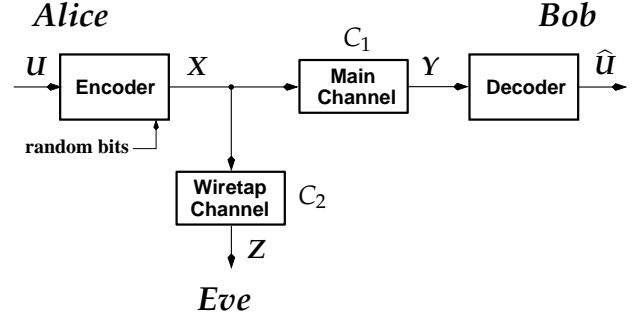 Alice
Bob
C₁
U
Encoder
X
Main
Channel
Y
Decoder
Û
random bits
Wiretap
Channel
C₂
Z
Eve